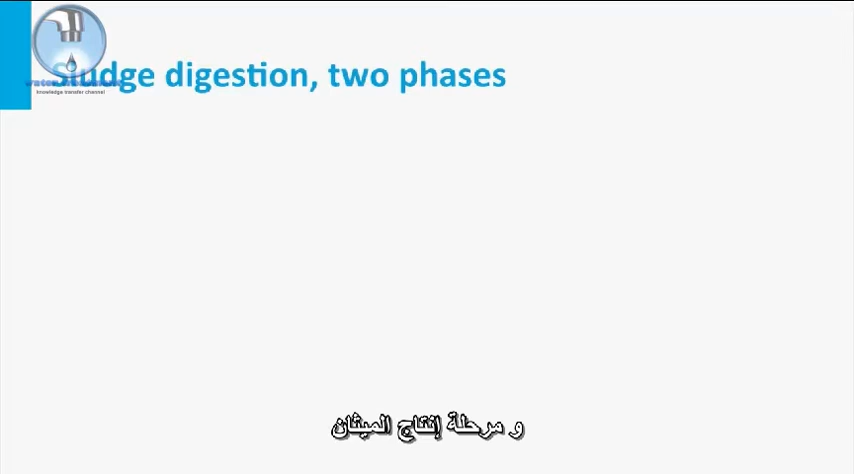 Sludge digestion, two phases
knowledge transfer channel
و مرحلة إنتاج الميثان